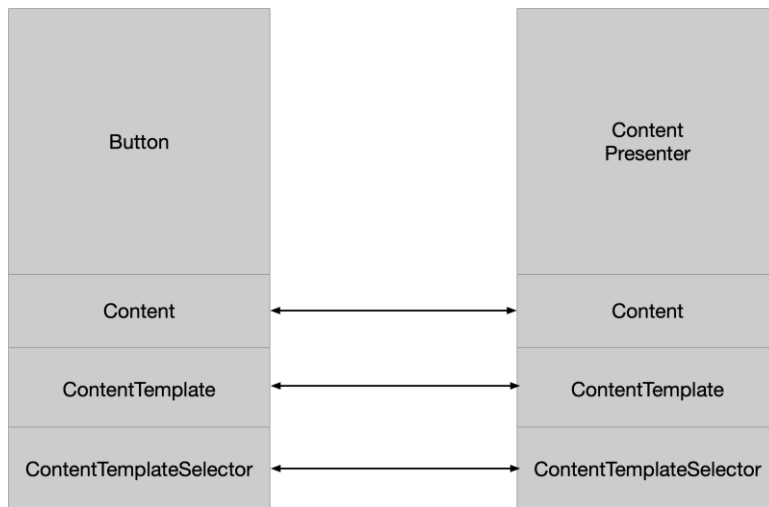 Button
Content
Presenter
Content
Content
ContentTemplate
ContentTemplate
ContentTemplateSelector
ContentTemplateSelector